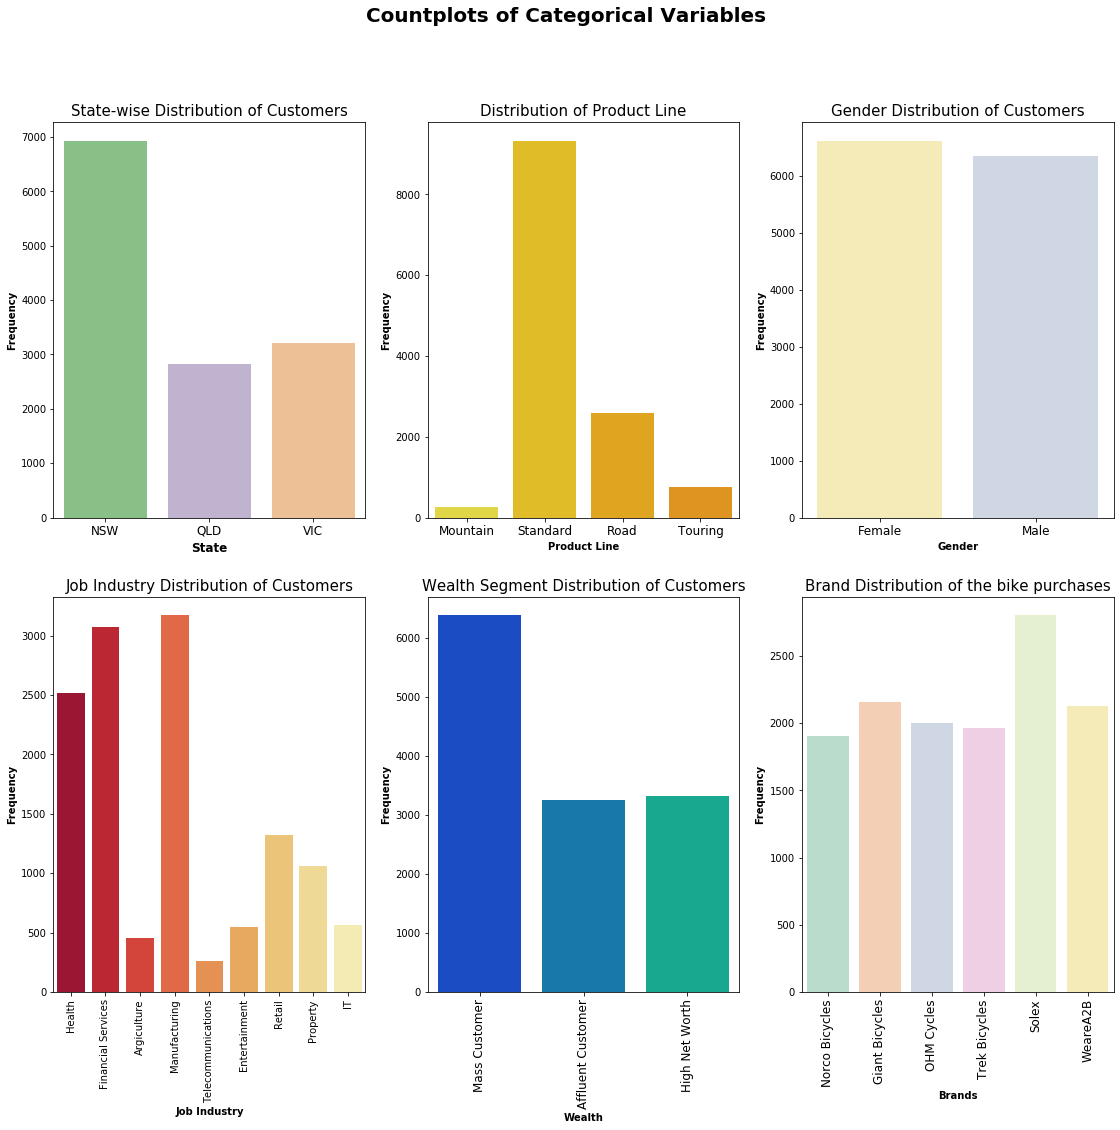 Countplots of Categorical Variables
State-wise Distribution of Customers
7000
6000
5000
4000
3000
2000
1000
0
Frequency
NSW QLD VIC
State
Distribution of Product Line
8000
6000
4000
2000
0
Frequency
Mountain Standard Road Touring
Product Line
Gender Distribution of Customers
6000
5000
4000
3000
2000
1000
0
Frequency
Female Male
Gender
Job Industry Distribution of Customers
3000
2500
2000
1500
1000
500
0
Frequency
Health
Financial Services
Argiculture
Manufacturing
Telecommunications
Entertainment
Retail
Property
IT
Job Industry
Wealth Segment Distribution of Customers
6000
5000
4000
3000
2000
1000
0
Frequency
Mass Customer
Affluent Customer
High Net Worth
Wealth
Brand Distribution of the bike purchases
2500
2000
1500
1000
500
0
Frequency
Norco Bicycles
Giant Bicycles
OHM Cycles
Trek Bicycles
Solex
WeareA2B
Brands